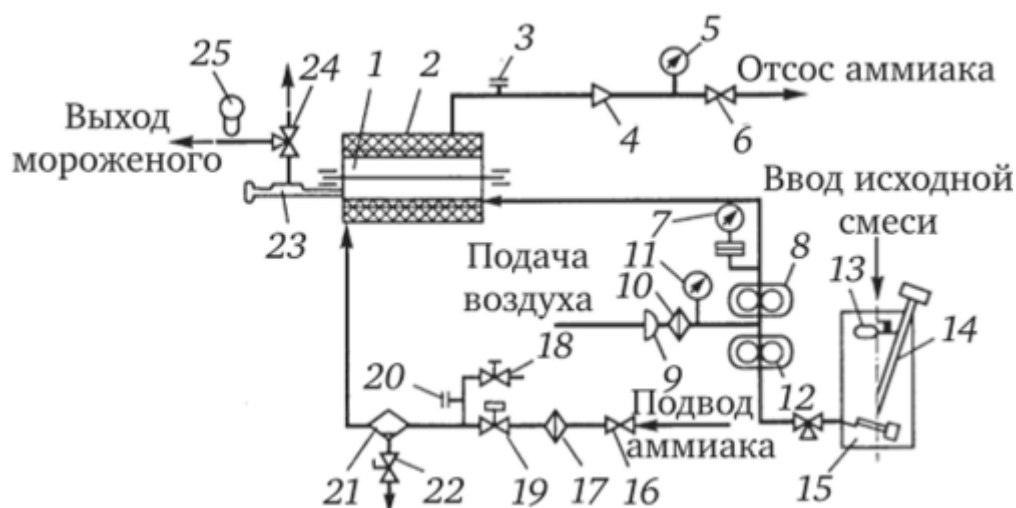 3
5
25
24
1
2
Отсос аммиака
Выход
мороженого
4
6
Ввод исходной
смеси
7
23
Подача
воздуха
11
10
8
13
14
9
18
20
12
Подвод
аммиака
21
22
19
17
16
15